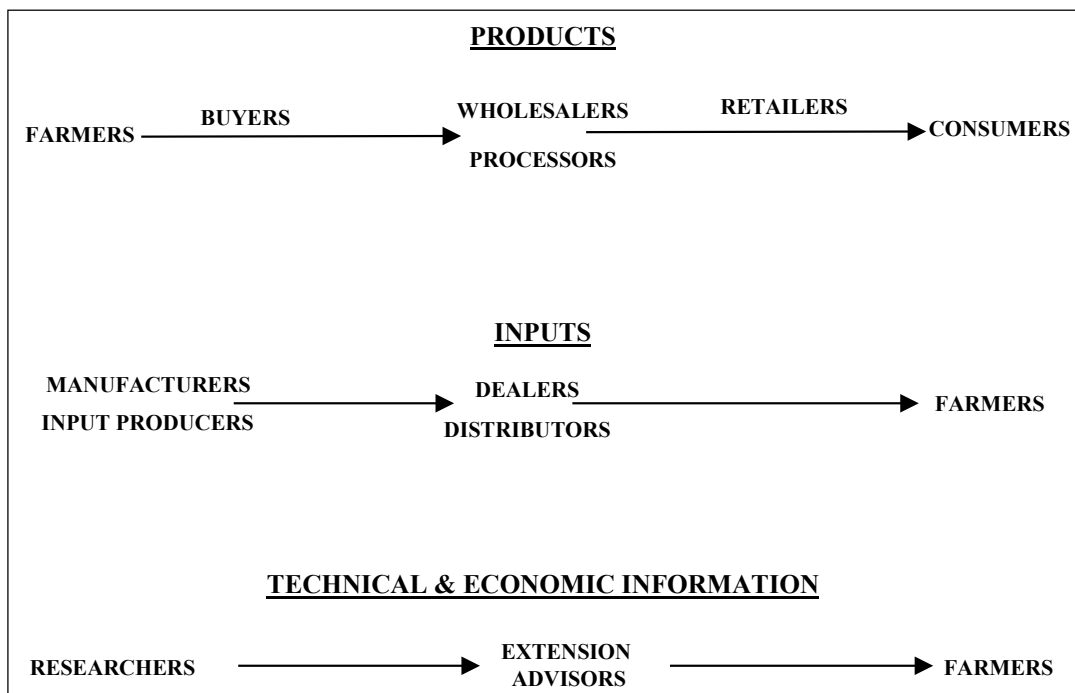 PRODUCTS
BUYERS
WHOLESALERS
RETAILERS
FARMERS
CONSUMERS
PROCESSORS
INPUTS
MANUFACTURERS
DEALERS
FARMERS
INPUT PRODUCERS
DISTRIBUTORS
TECHNICAL & ECONOMIC INFORMATION
RESEARCHERS
EXTENSION
ADVISORS
FARMERS